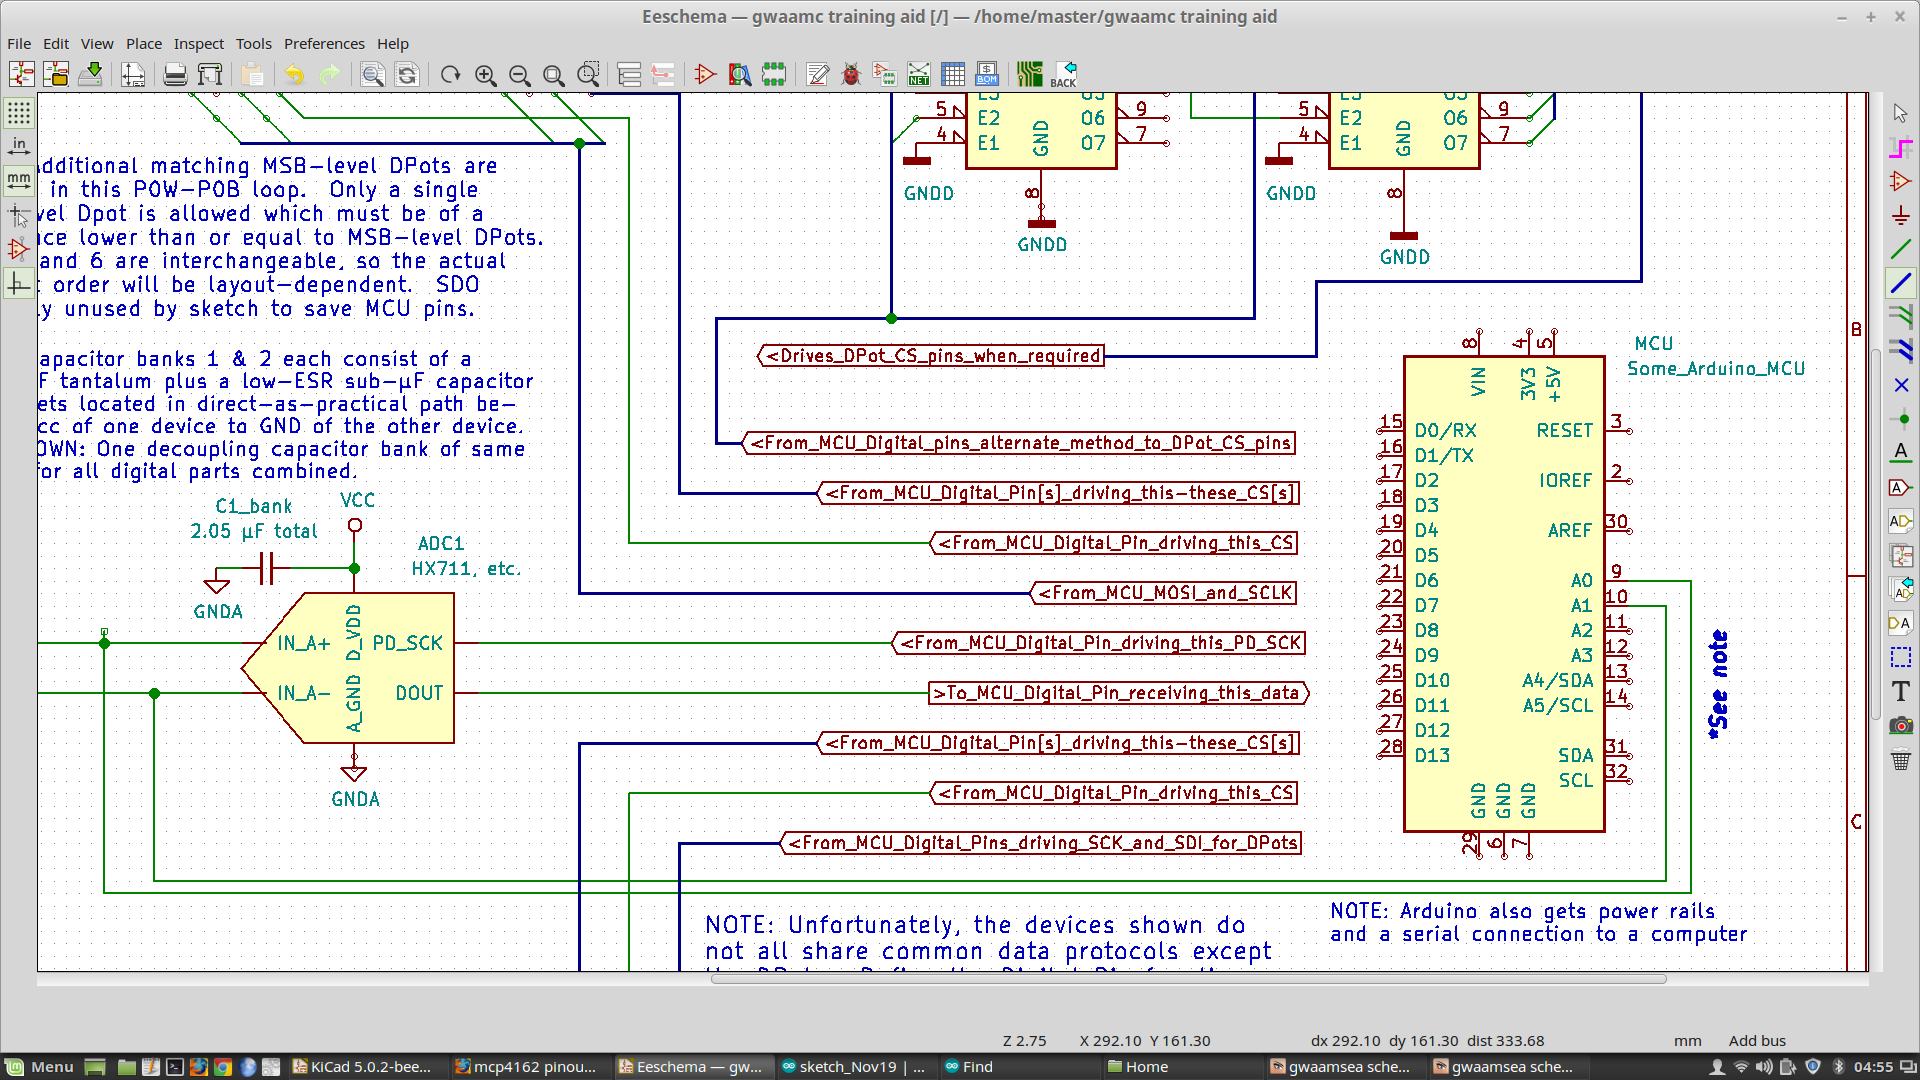 Eeschema — gwaamc training aid [/] — /home/master/gwaamc training aid
File Edit View Place Inspect Tools Preferences Help
NET
BOM
BACK
in
mm
5 E2 O6 9
4 E1 O7 7
GND
8
GNDD
GNDD
5 E2 O6 9
4 E1 O7 7
GND
8
GNDD
GNDD
dditional matching MSB-level DPots are
in this P0W-P0B loop. Only a single
vel Dpot is allowed which must be of a
ce lower than or equal to MSB-level DPots.
and 6 are interchangeable, so the actual
order will be layout-dependent. SDO
y unused by sketch to save MCU pins.
apacitor banks 1 & 2 each consist of a
F tantalum plus a low-ESR sub-µF capacitor
ets located in direct-as-practical path be-
cc of one device to GND of the other device.
OWN: One decoupling capacitor bank of same
for all digital parts combined.
C1_bank
2.05 µF total
VCC
GNDA
ADC1
HX711, etc.
IN_A+
IN_A-
D_VDD
A_GND
PD_SCK
DOUT
GNDA
<Drives_DPot_CS_pins_when_required
<From_MCU_Digital_pins_alternate_method_to_DPot_CS_pins
<From_MCU_Digital_Pin[s]_driving_this-these_CS[s]
<From_MCU_Digital_Pin_driving_this_CS
<From_MCU_MOSI_and_SCLK
<From_MCU_Digital_Pin_driving_this_PD_SCK
>To_MCU_Digital_Pin_receiving_this_data
<From_MCU_Digital_Pin[s]_driving_this-these_CS[s]
<From_MCU_Digital_Pin_driving_this_CS
<From_MCU_Digital_Pins_driving_SCK_and_SDI_for_DPots
MCU
Some_Arduino_MCU
8 4 5
VIN 3V3 +5V
15 D0/RX RESET 3
16 D1/TX
17 D2 IOREF 2
18 D3
19 D4 AREF 30
20 D5
21 D6 A0 9
22 D7 A1 10
23 D8 A2 11
24 D9 A3 12
25 D10 A4/SDA 13
26 D11 A5/SCL 14
27 D12
28 D13 SDA 31
SCL 32
GND GND GND
29 6 7
*See note
B
C
NOTE: Unfortunately, the devices shown do
not all share common data protocols except
NOTE: Arduino also gets power rails
and a serial connection to a computer
Z 2.75 X 292.10 Y 161.30 dx 292.10 dy 161.30 dist 333.68 mm Add bus
Menu KiCad 5.0.2-bee... mcp4162 pinou... Eeschema — gw... sketch_Nov19 | ... Find Home gwaamsea sche... gwaamsea sche... 04:55